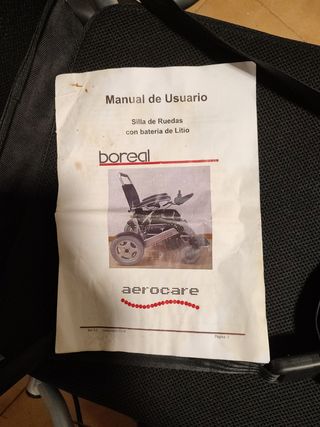 Manual de Usuario
Silla de Ruedas
con batería de Litio
boreal
aerocare
Página 1